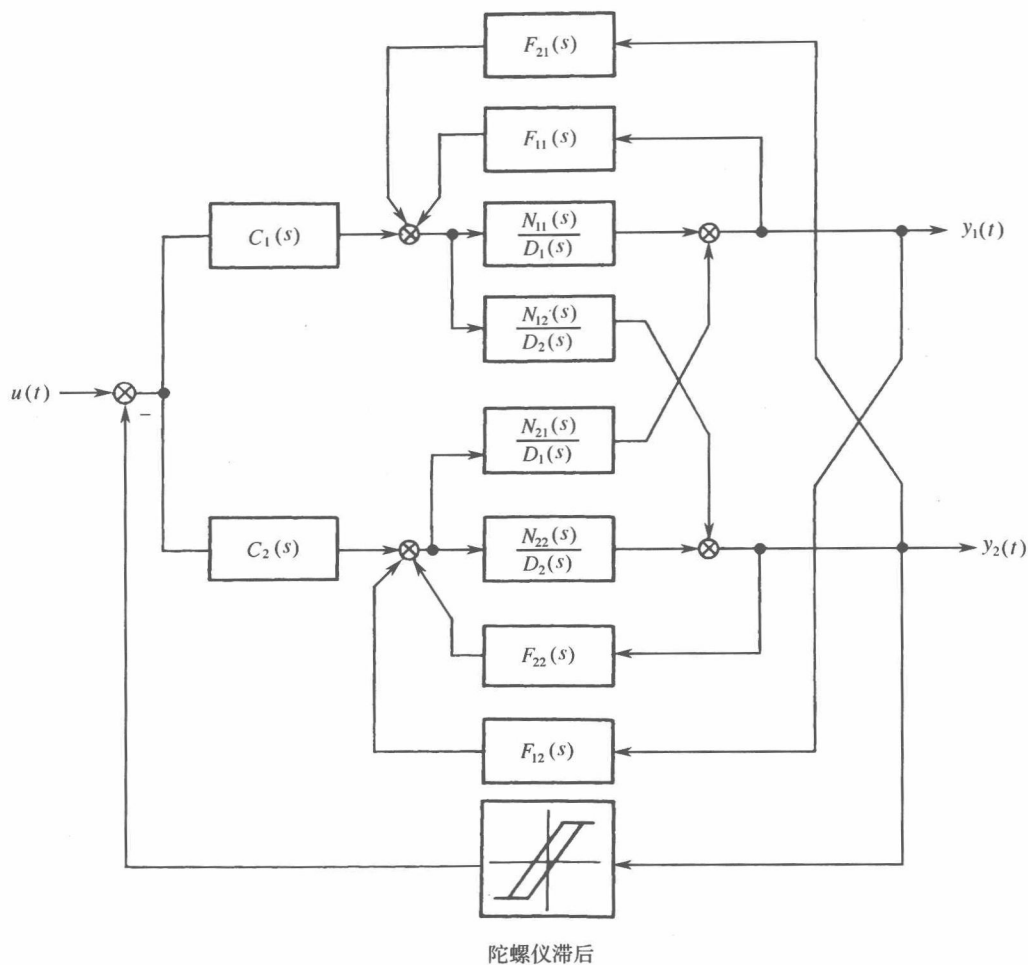 F₂₁(s)
F₁₁(s)
C₁(s)
N₁₁(s)
D₁(s)
y₁(t)
N₁₂(s)
D₂(s)
u(t)
−
N₂₁(s)
D₁(s)
C₂(s)
N₂₂(s)
D₂(s)
y₂(t)
F₂₂(s)
F₁₂(s)
陀螺仪滞后